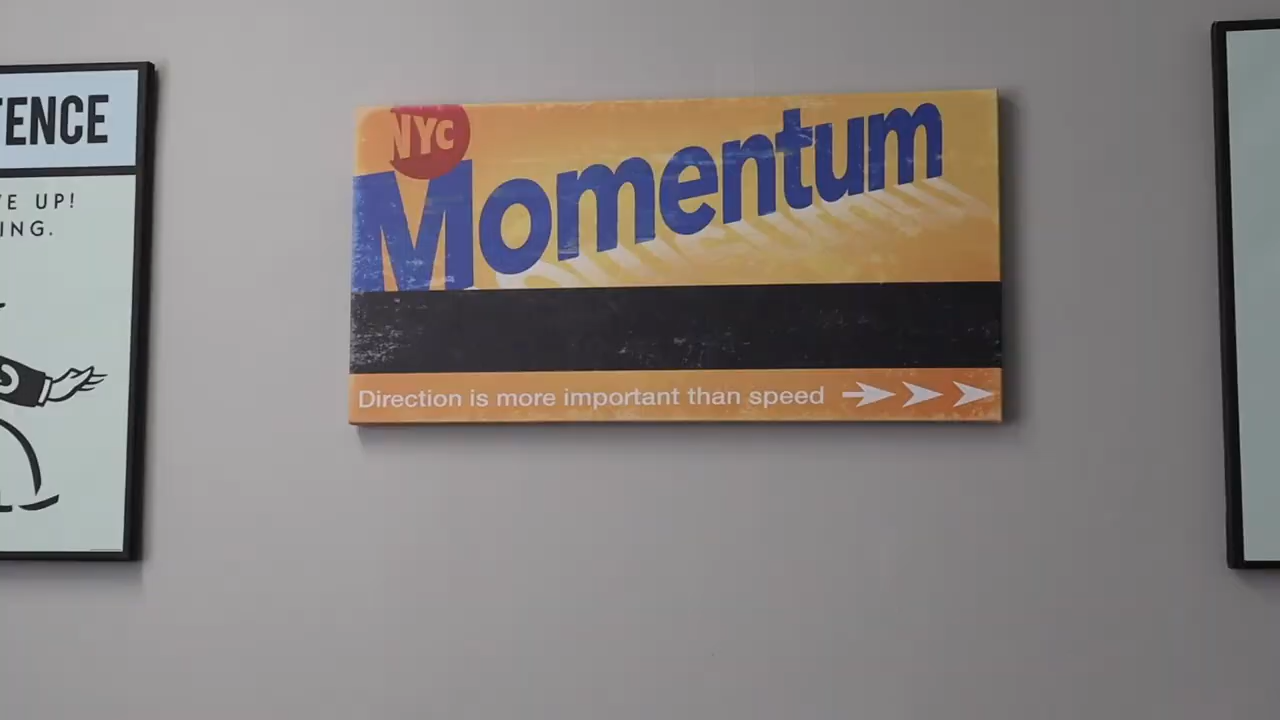 TENCE
E UP!
ING.
NYC
Momentum
Direction is more important than speed